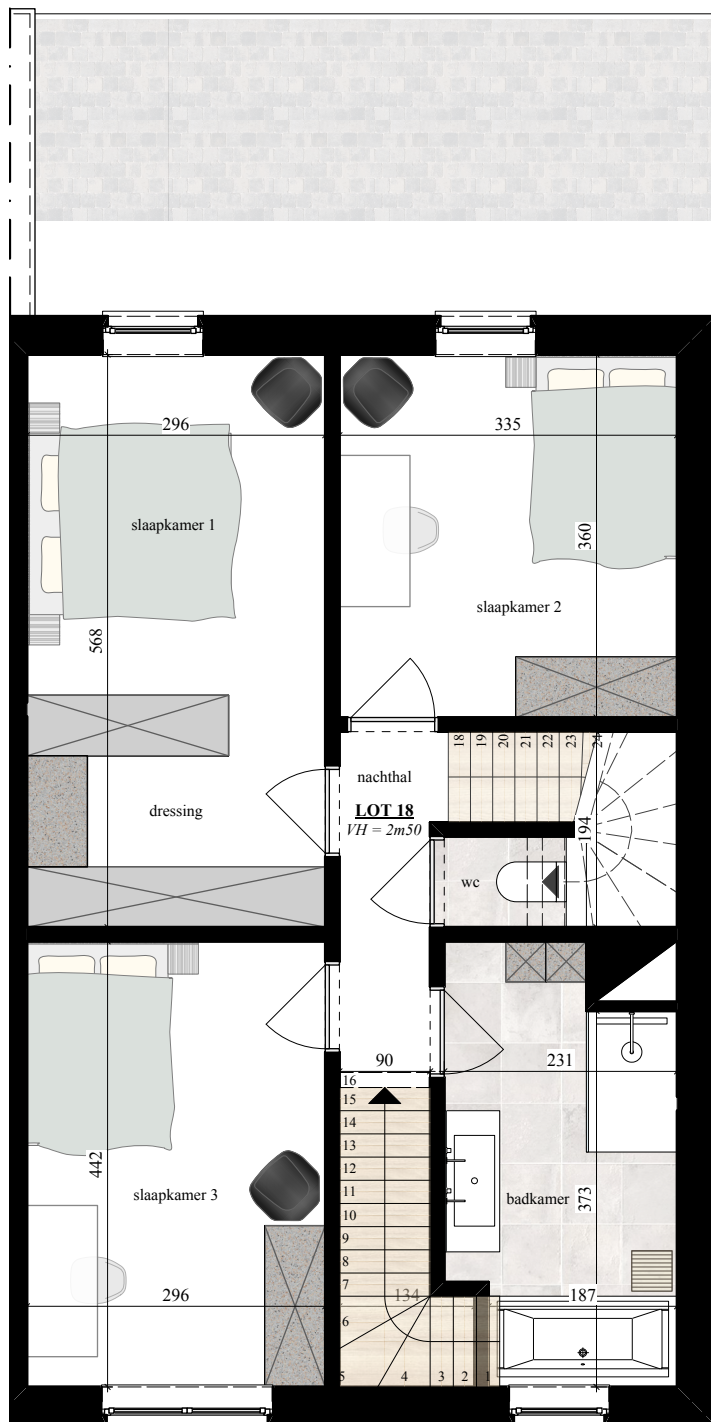 296
335
slaapkamer 1
360
slaapkamer 2
568
18 19 20 21 22 23 24
nachthal
LOT 18
VH = 2m50
dressing
194
wc
90
231
16
15
14
13
12
11
10
9
8
7
6
5 4 3 2 1
442
slaapkamer 3
badkamer
373
296
134
187